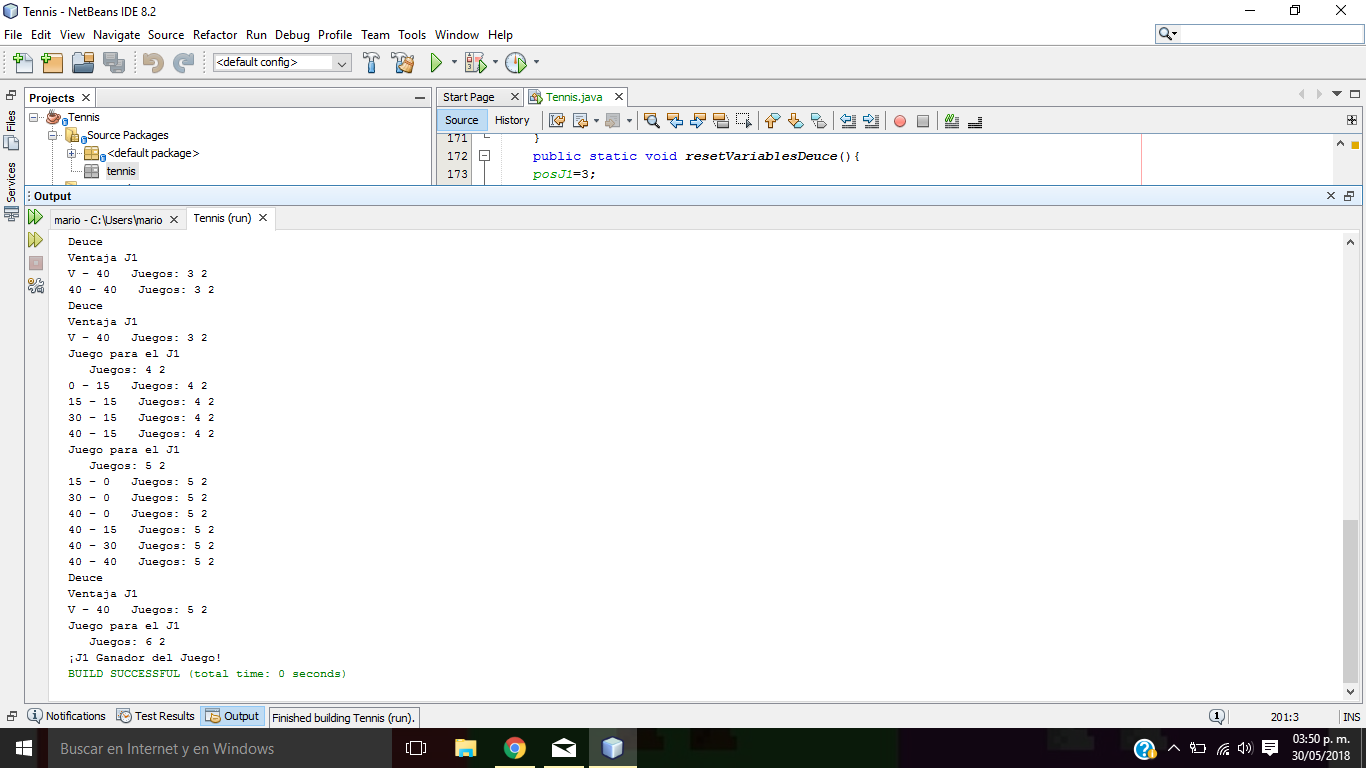 Tennis - NetBeans IDE 8.2
File Edit View Navigate Source Refactor Run Debug Profile Team Tools Window Help
<default config>
Files
Services
Projects
Tennis
Source Packages
<default package>
tennis
Start Page
Tennis.java
Source History
171 }
172 public static void resetVariablesDeuce(){
173 posJ1=3;
Output
mario - C:\Users\mario
Tennis (run)
Deuce
Ventaja J1
V - 40 Juegos: 3 2
40 - 40 Juegos: 3 2
Deuce
Ventaja J1
V - 40 Juegos: 3 2
Juego para el J1
Juegos: 4 2
0 - 15 Juegos: 4 2
15 - 15 Juegos: 4 2
30 - 15 Juegos: 4 2
40 - 15 Juegos: 4 2
Juego para el J1
Juegos: 5 2
15 - 0 Juegos: 5 2
30 - 0 Juegos: 5 2
40 - 0 Juegos: 5 2
40 - 15 Juegos: 5 2
40 - 30 Juegos: 5 2
40 - 40 Juegos: 5 2
Deuce
Ventaja J1
V - 40 Juegos: 5 2
Juego para el J1
Juegos: 6 2
¡J1 Ganador del Juego!
BUILD SUCCESSFUL (total time: 0 seconds)
Notifications Test Results Output Finished building Tennis (run). 1 201:3 INS
Buscar en Internet y en Windows
03:50 p. m.
30/05/2018